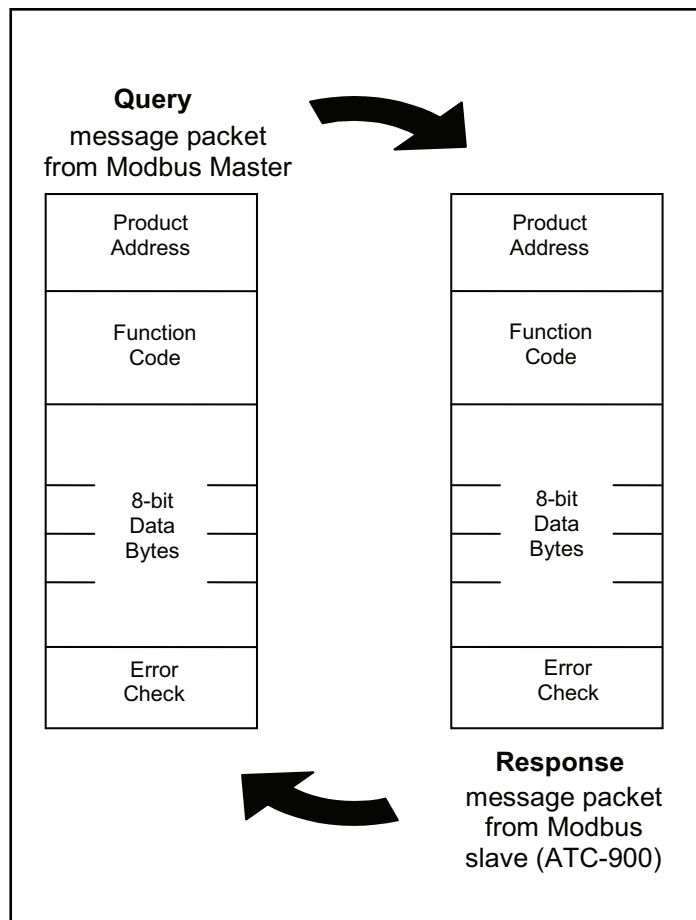 Query
message packet
from Modbus Master
Product
Address
Function
Code
8-bit
Data
Bytes
Error
Check
Product
Address
Function
Code
8-bit
Data
Bytes
Error
Check
Response
message packet
from Modbus
slave (ATC-900)